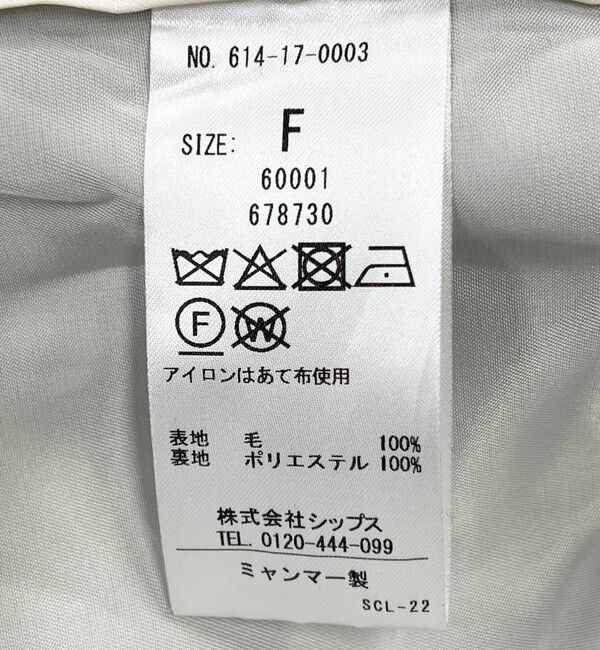 NO. 614-17-0003
SIZE: F
60001
678730
F W
アイロンはあて布使用
表地 毛 100%
裏地 ポリエステル 100%
株式会社シップス
TEL. 0120-444-099
ミャンマー製
SCL-22